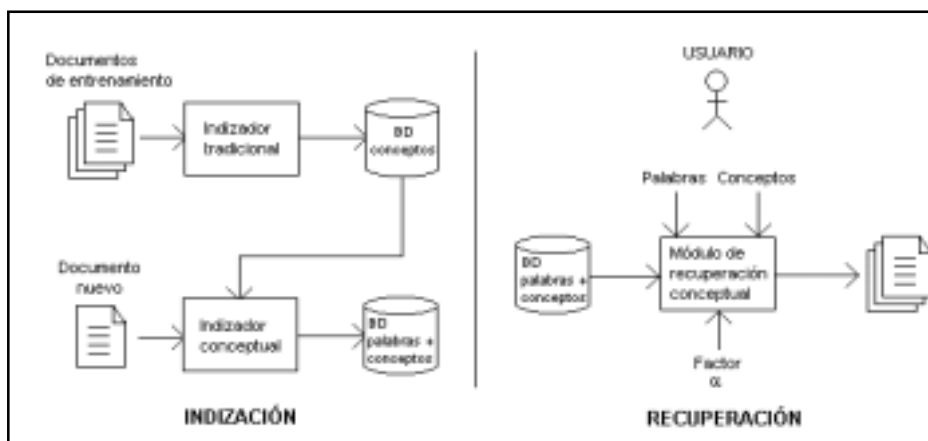 Documentos
de entrenamiento
Indizador
tradicional
BD
conceptos
Documento
nuevo
Indizador
conceptual
BD
palabras +
conceptos
INDIZACIÓN
USUARIO
Palabras Conceptos
BD
palabras +
conceptos
Módulo de
recuperación
conceptual
Factor
α
RECUPERACIÓN